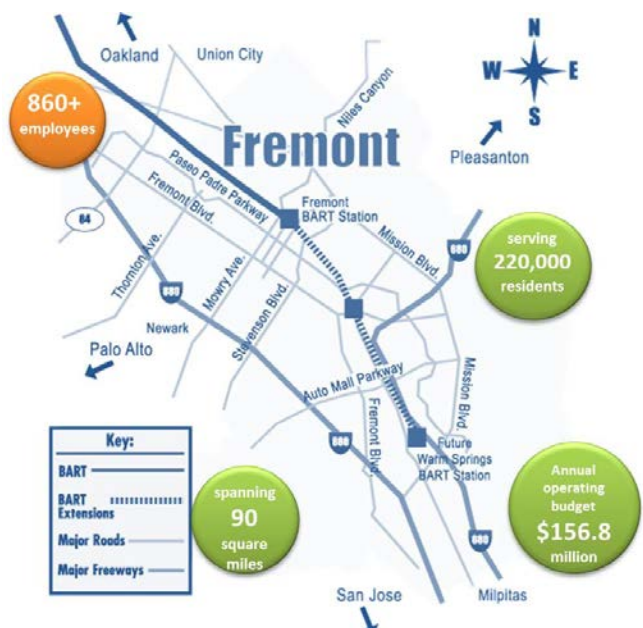 N
W E
S
Oakland
Union City
860+
employees
Niles Canyon
Fremont
Pleasanton
Paseo Padre Parkway
Fremont Blvd.
Fremont
BART Station
84
Mission Blvd.
680
serving
220,000
residents
Thornton Ave.
880
Mowry Ave.
Stevenson Blvd.
Newark
Palo Alto
Auto Mall Parkway
Mission Blvd.
Fremont Blvd.
880
Future
Warm Springs
BART Station
Key:
BART
BART
Extensions
Major Roads
Major Freeways
spanning
90
square
miles
Annual
operating
budget
$156.8
million
680
San Jose
Milpitas